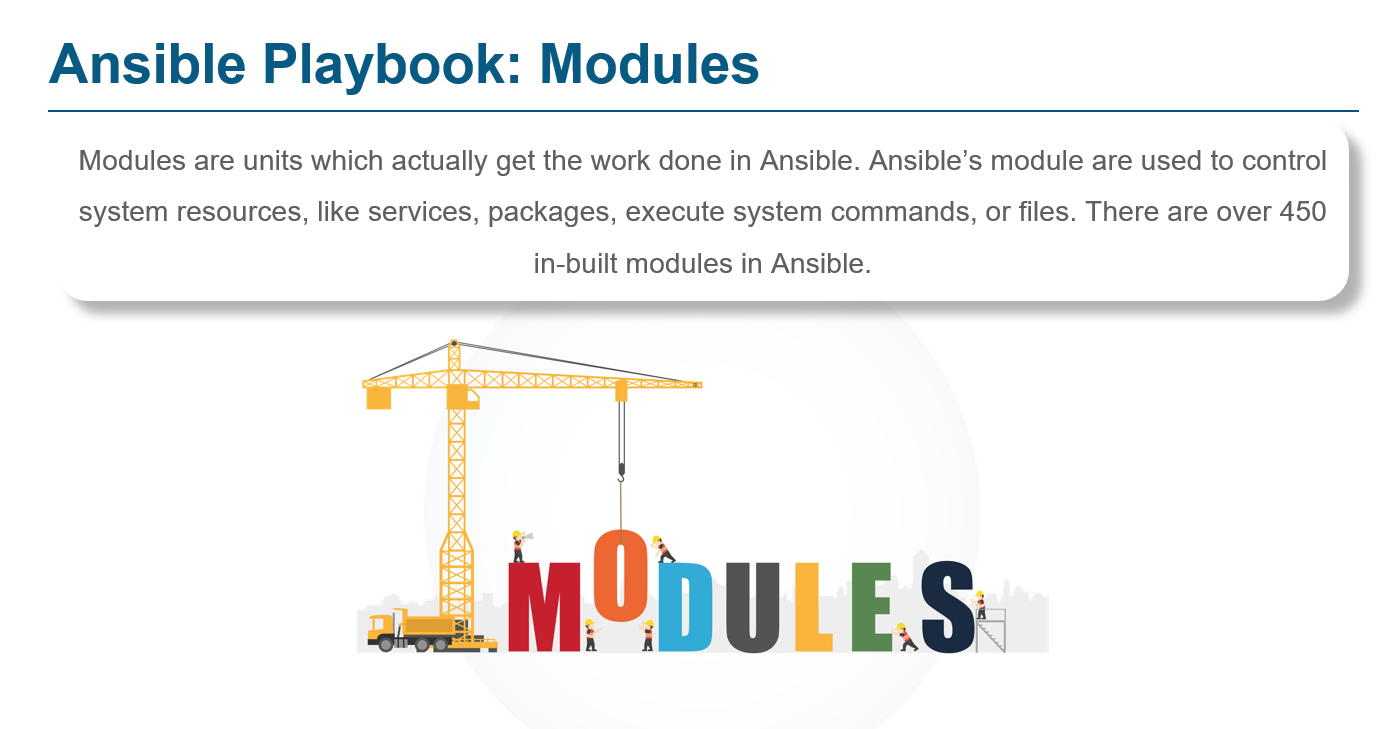 Ansible Playbook: Modules
Modules are units which actually get the work done in Ansible. Ansible’s module are used to control
system resources, like services, packages, execute system commands, or files. There are over 450
in-built modules in Ansible.
MODULES